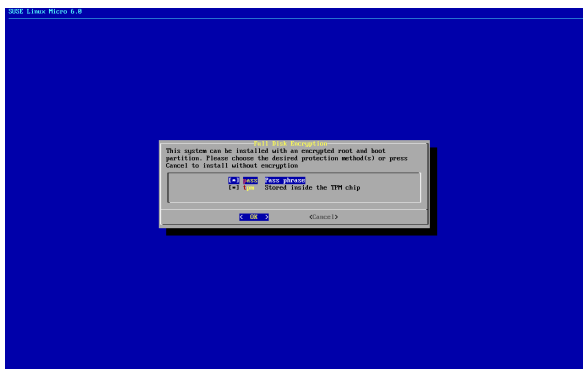 SUSE Linux Micro 6.0
Full Disk Encryption
This system can be installed with an encrypted root and boot
partition. Please choose the desired protection method(s) or press
Cancel to install without encryption
[*] pass  Pass phrase
[*] tpm  Stored inside the TPM chip
< OK >  <Cancel>